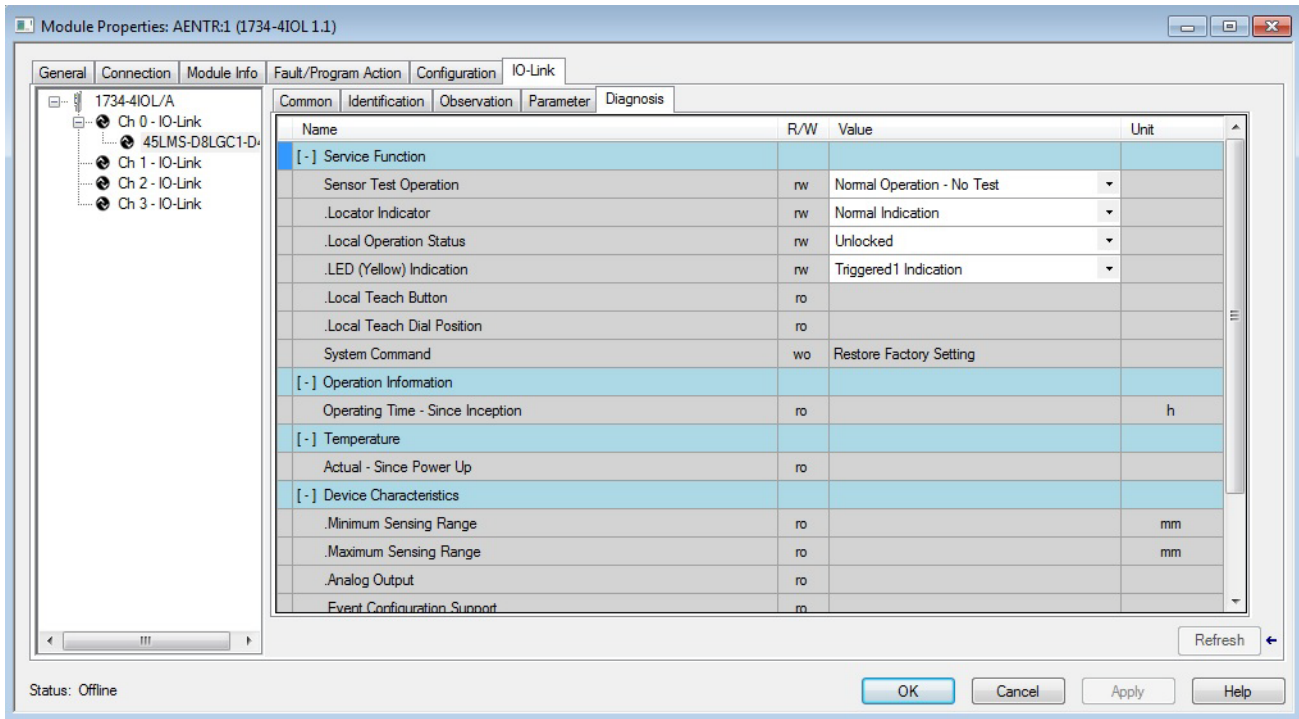 Module Properties: AENTR:1 (1734-4IOL 1.1)
General Connection Module Info Fault/Program Action Configuration IO-Link
1734-4IOL/A
Ch 0 - IO-Link
45LMS-D8LGC1-D4
Ch 1 - IO-Link
Ch 2 - IO-Link
Ch 3 - IO-Link
Common Identification Observation Parameter Diagnosis
Name R/W Value Unit
[-] Service Function
Sensor Test Operation rw Normal Operation - No Test
.Locator Indicator rw Normal Indication
.Local Operation Status rw Unlocked
.LED (Yellow) Indication rw Triggered1 Indication
.Local Teach Button ro
.Local Teach Dial Position ro
System Command wo Restore Factory Setting
[-] Operation Information
Operating Time - Since Inception ro h
[-] Temperature
Actual - Since Power Up ro
[-] Device Characteristics
.Minimum Sensing Range ro mm
.Maximum Sensing Range ro mm
.Analog Output ro
.Event Configuration Support ro
Refresh
Status: Offline
OK Cancel Apply Help